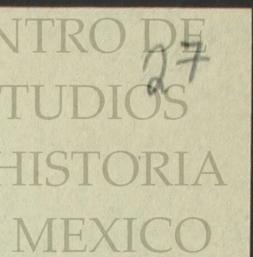 NTRO DE
27
TUDIOS
HISTORIA
MEXICO